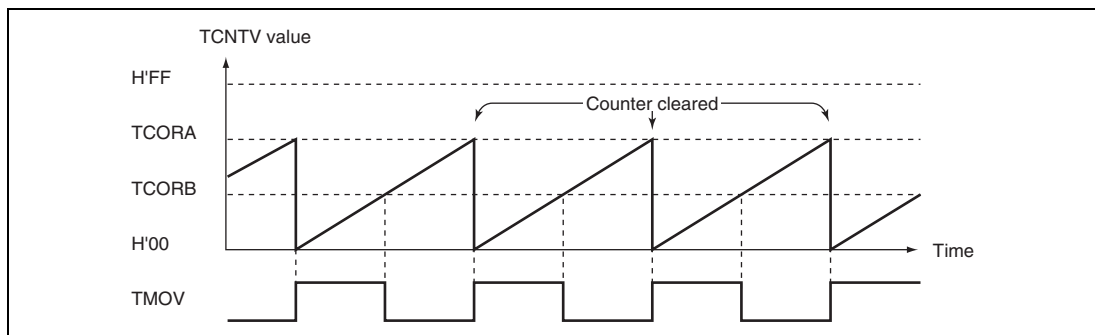 TCNTV value
H'FF
Counter cleared
TCORA
TCORB
H'00
Time
TMOV